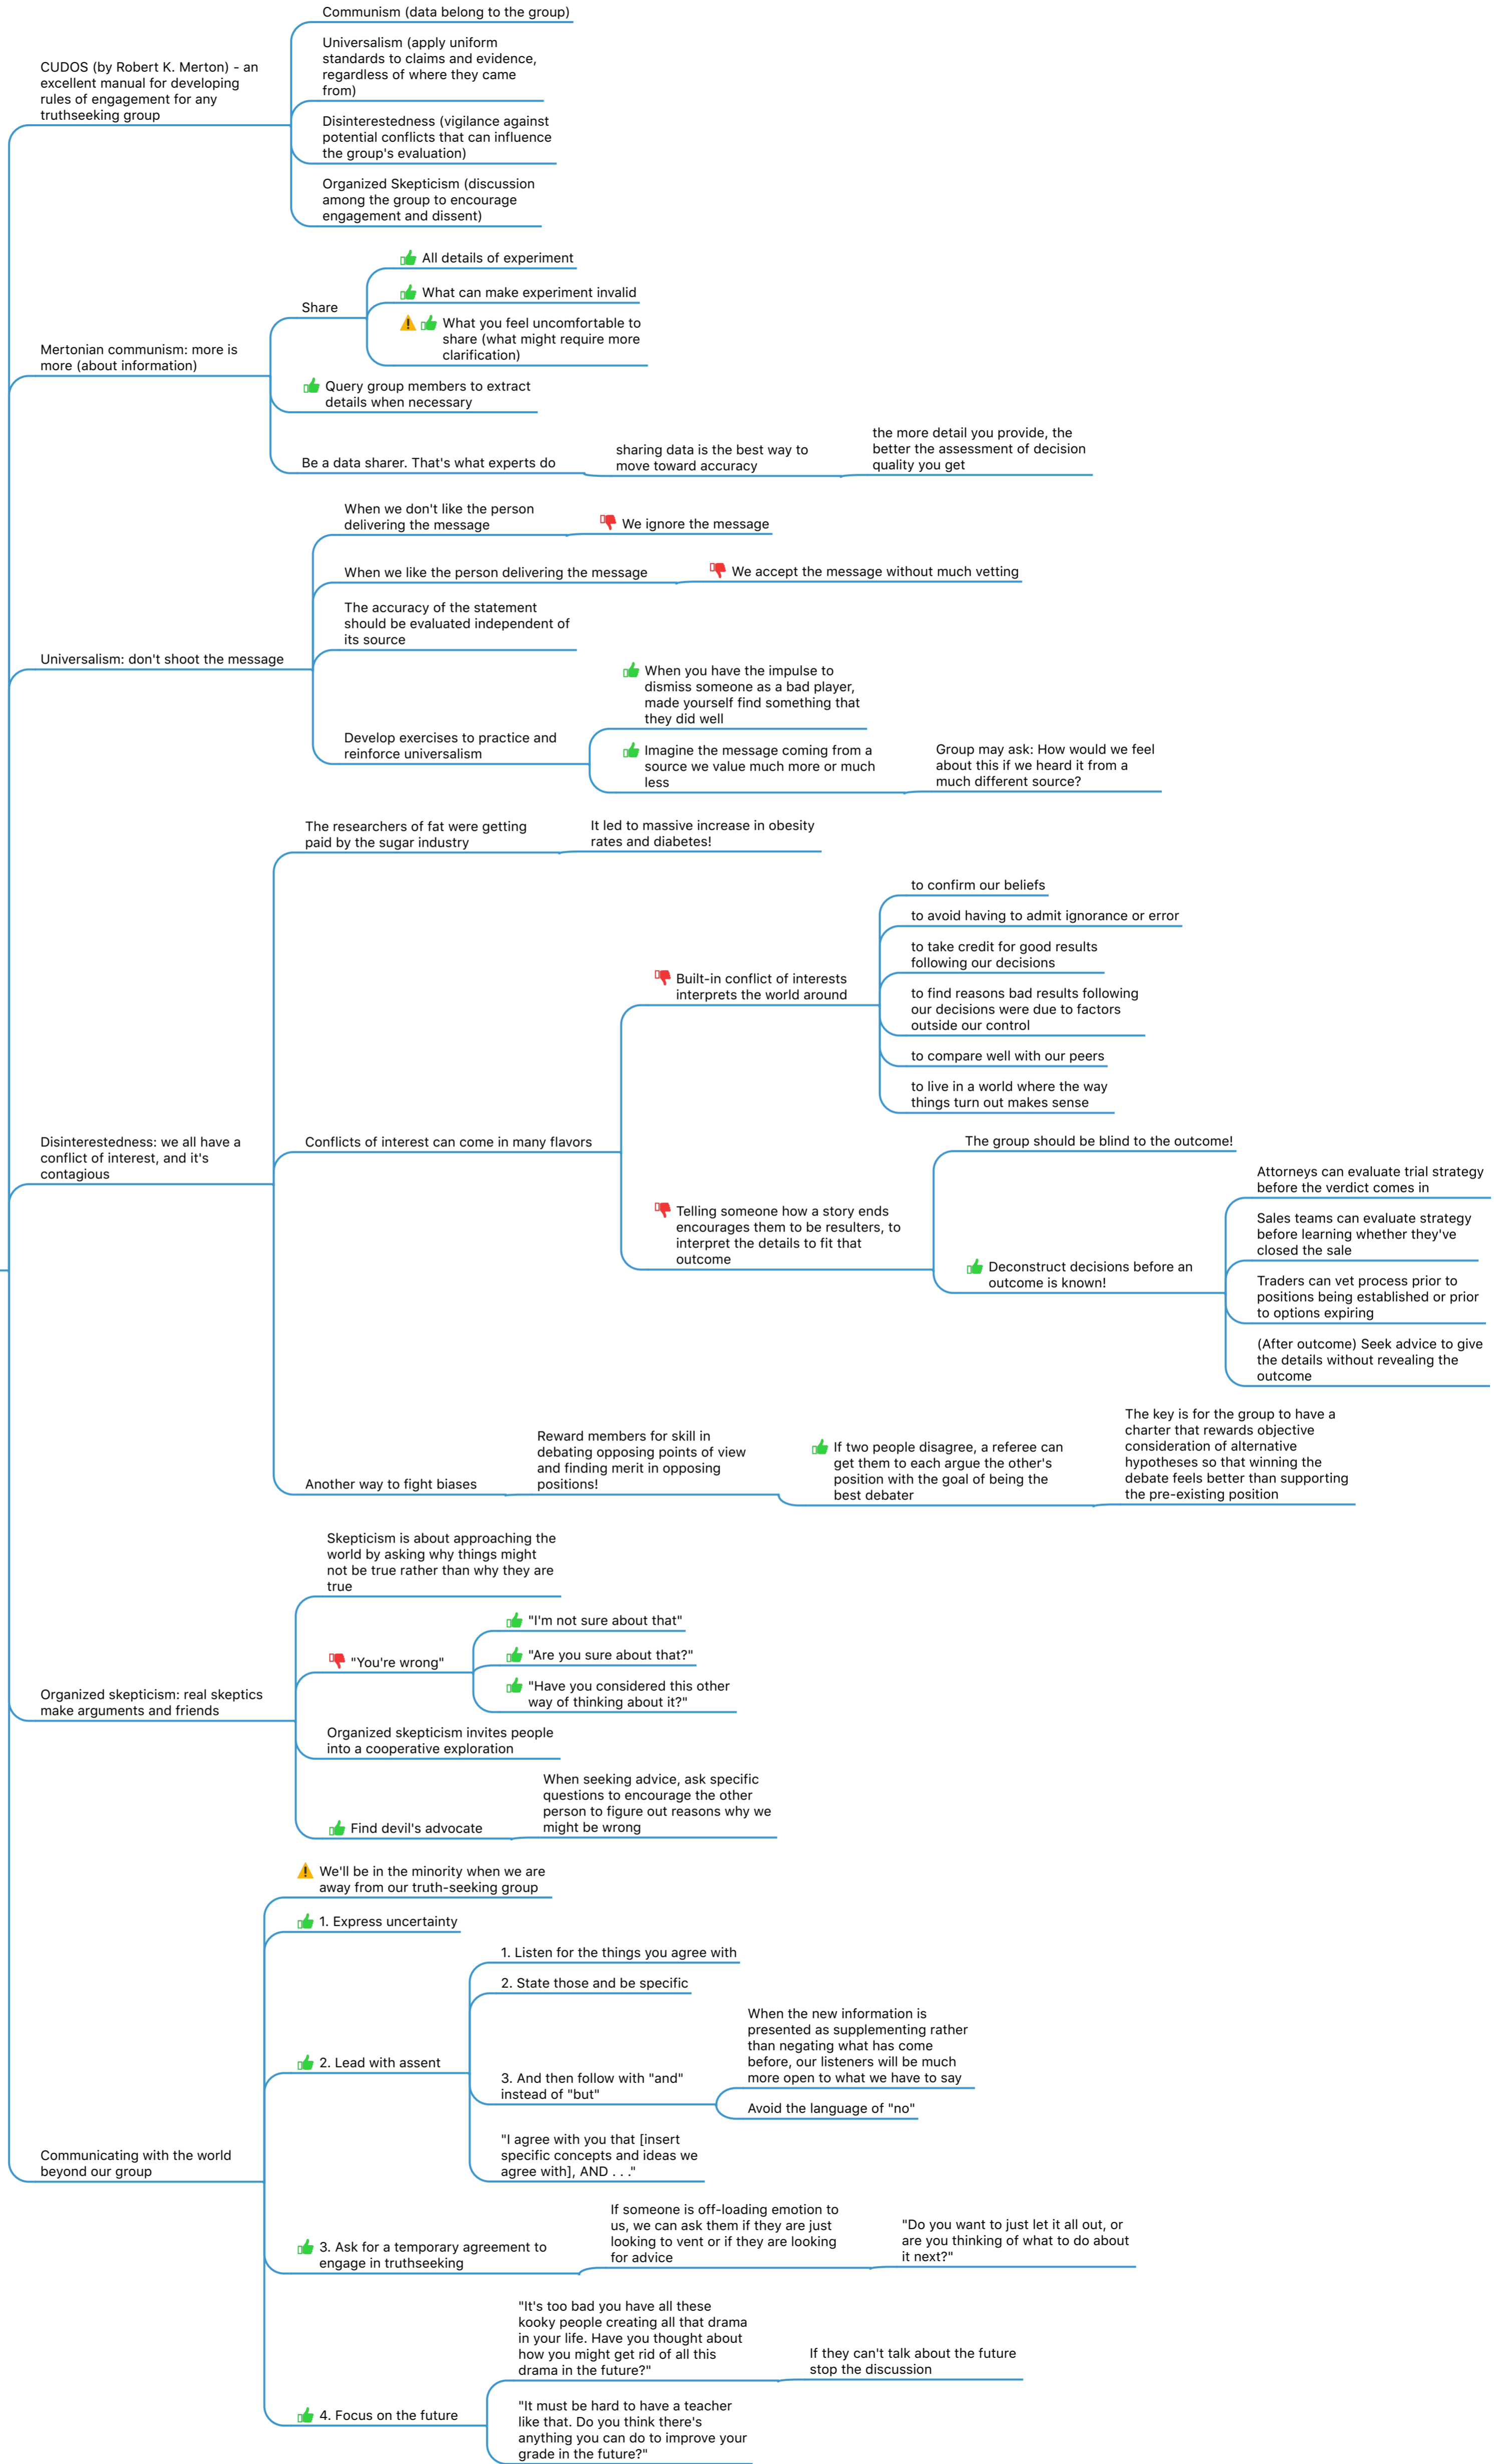 Communism (data belong to the group)
Universalism (apply uniform
standards to claims and evidence,
regardless of where they came
from)
CUDOS (by Robert K. Merton) - an
excellent manual for developing
rules of engagement for any
truthseeking group
Disinterestedness (vigilance against
potential conflicts that can influence
the group's evaluation)
Organized Skepticism (discussion
among the group to encourage
engagement and dissent)
Mertonian communism: more is
more (about information)
Share
All details of experiment
What can make experiment invalid
What you feel uncomfortable to
share (what might require more
clarification)
Query group members to extract
details when necessary
Be a data sharer. That's what experts do
sharing data is the best way to
move toward accuracy
the more detail you provide, the
better the assessment of decision
quality you get
Universalism: don't shoot the message
When we don't like the person
delivering the message
We ignore the message
When we like the person delivering the message
We accept the message without much vetting
The accuracy of the statement
should be evaluated independent of
its source
Develop exercises to practice and
reinforce universalism
When you have the impulse to
dismiss someone as a bad player,
made yourself find something that
they did well
Imagine the message coming from a
source we value much more or much
less
Group may ask: How would we feel
about this if we heard it from a
much different source?
Disinterestedness: we all have a
conflict of interest, and it's
contagious
The researchers of fat were getting
paid by the sugar industry
It led to massive increase in obesity
rates and diabetes!
Conflicts of interest can come in many flavors
Built-in conflict of interests
interprets the world around
to confirm our beliefs
to avoid having to admit ignorance or error
to take credit for good results
following our decisions
to find reasons bad results following
our decisions were due to factors
outside our control
to compare well with our peers
to live in a world where the way
things turn out makes sense
Telling someone how a story ends
encourages them to be resulters, to
interpret the details to fit that
outcome
The group should be blind to the outcome!
Deconstruct decisions before an
outcome is known!
Attorneys can evaluate trial strategy
before the verdict comes in
Sales teams can evaluate strategy
before learning whether they've
closed the sale
Traders can vet process prior to
positions being established or prior
to options expiring
(After outcome) Seek advice to give
the details without revealing the
outcome
Another way to fight biases
Reward members for skill in
debating opposing points of view
and finding merit in opposing
positions!
If two people disagree, a referee can
get them to each argue the other's
position with the goal of being the
best debater
The key is for the group to have a
charter that rewards objective
consideration of alternative
hypotheses so that winning the
debate feels better than supporting
the pre-existing position
Organized skepticism: real skeptics
make arguments and friends
Skepticism is about approaching the
world by asking why things might
not be true rather than why they are
true
"You're wrong"
"I'm not sure about that"
"Are you sure about that?"
"Have you considered this other
way of thinking about it?"
Organized skepticism invites people
into a cooperative exploration
Find devil's advocate
When seeking advice, ask specific
questions to encourage the other
person to figure out reasons why we
might be wrong
Communicating with the world
beyond our group
We'll be in the minority when we are
away from our truth-seeking group
1. Express uncertainty
2. Lead with assent
1. Listen for the things you agree with
2. State those and be specific
3. And then follow with "and"
instead of "but"
When the new information is
presented as supplementing rather
than negating what has come
before, our listeners will be much
more open to what we have to say
Avoid the language of "no"
"I agree with you that [insert
specific concepts and ideas we
agree with], AND . . ."
3. Ask for a temporary agreement to
engage in truthseeking
If someone is off-loading emotion to
us, we can ask them if they are just
looking to vent or if they are looking
for advice
"Do you want to just let it all out, or
are you thinking of what to do about
it next?"
4. Focus on the future
"It's too bad you have all these
kooky people creating all that drama
in your life. Have you thought about
how you might get rid of all this
drama in the future?"
If they can't talk about the future
stop the discussion
"It must be hard to have a teacher
like that. Do you think there's
anything you can do to improve your
grade in the future?"